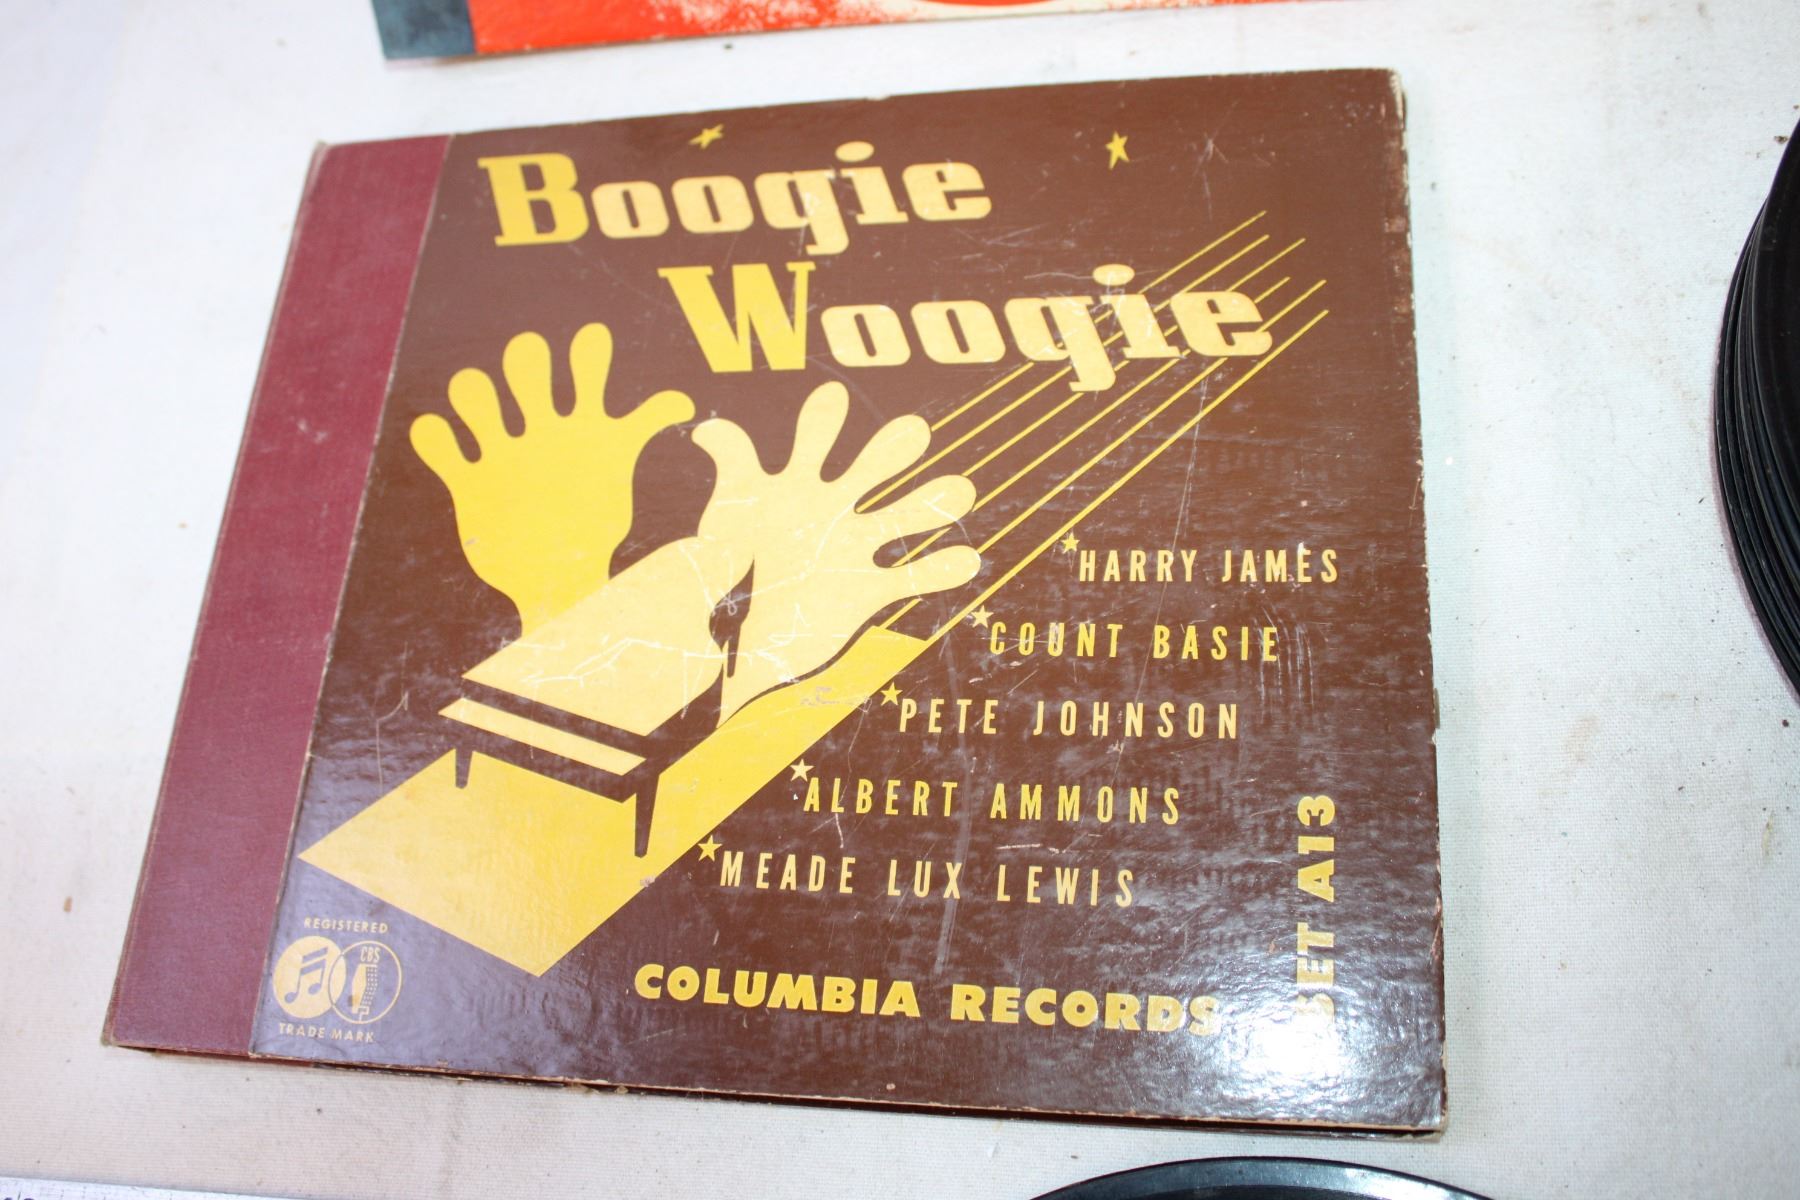 Boogie
Woogie
HARRY JAMES
COUNT BASIE
PETE JOHNSON
ALBERT AMMONS
MEADE LUX LEWIS
SET A13
REGISTERED
CBS
TRADE MARK
COLUMBIA RECORDS